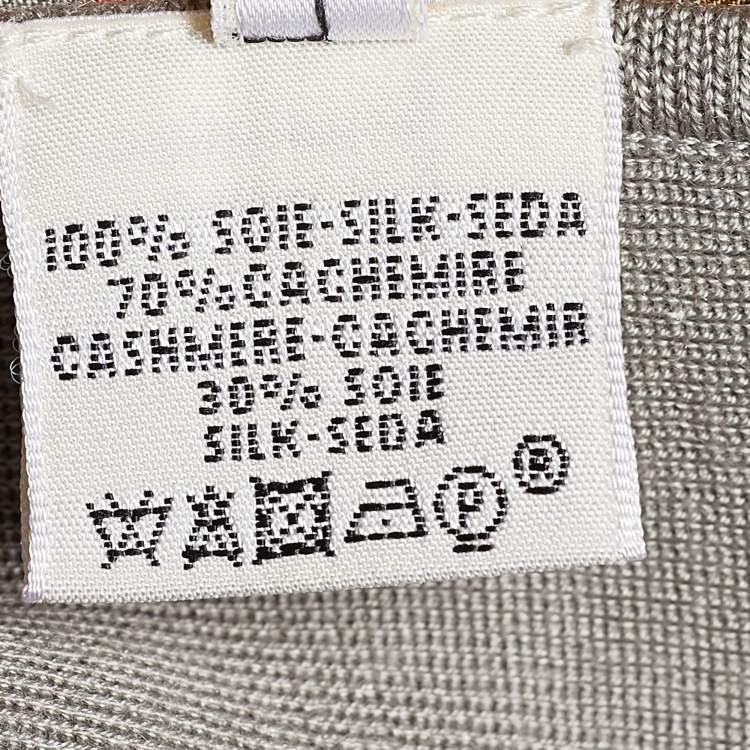 100% SOIE-SILK-SEDA
70% CACHEMIRE
CASHMERE-CACHEMIR
30% SOIE
SILK-SEDA
P ®